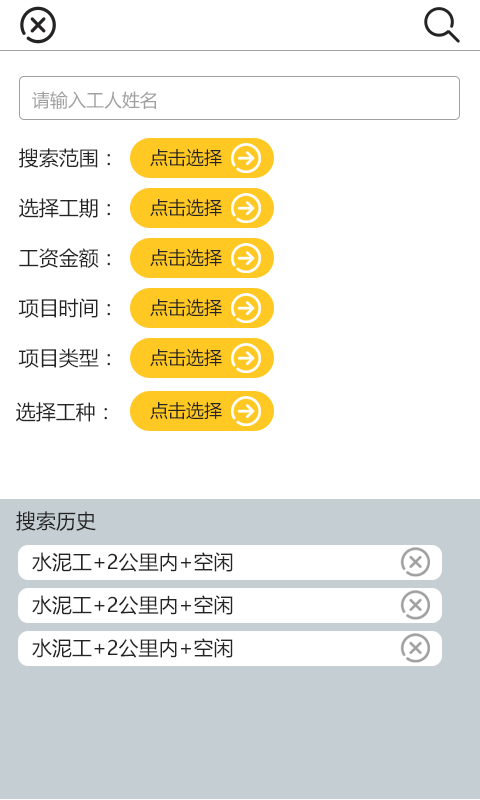 请输入工人姓名
搜索范围： 点击选择
选择工期： 点击选择
工资金额： 点击选择
项目时间： 点击选择
项目类型： 点击选择
选择工种： 点击选择
搜索历史
水泥工+2公里内+空闲
水泥工+2公里内+空闲
水泥工+2公里内+空闲